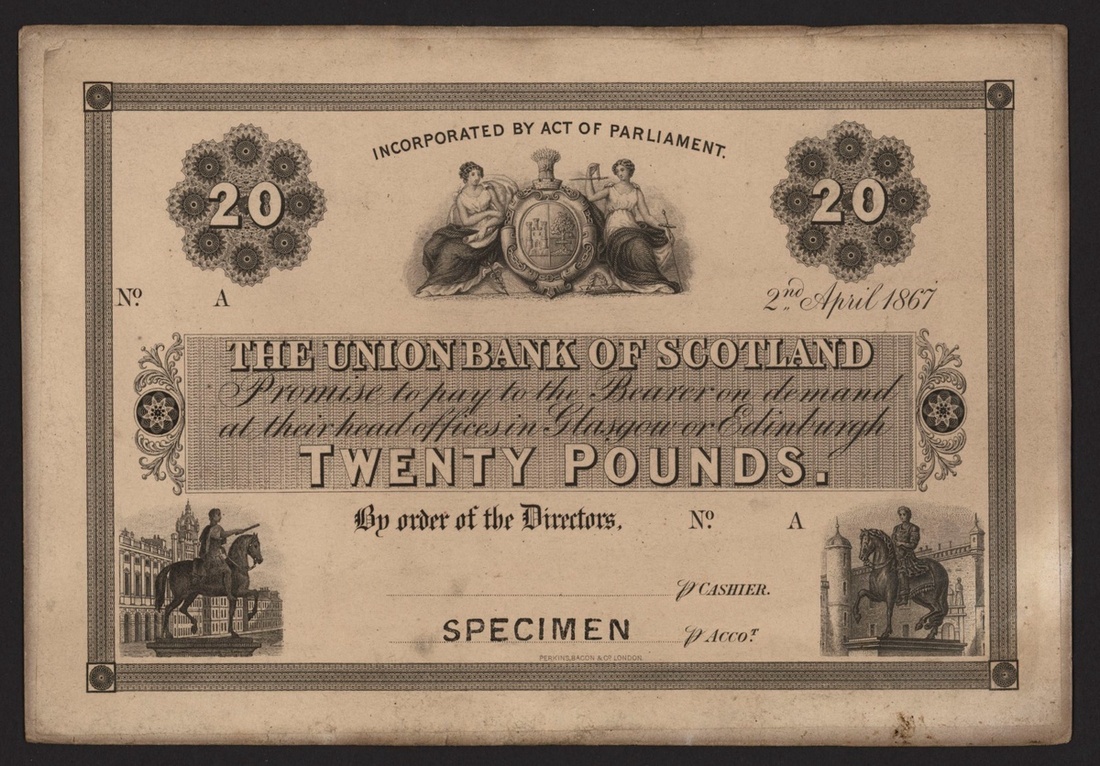 INCORPORATED BY ACT OF PARLIAMENT.
20
20
No. A
2nd April 1867
THE UNION BANK OF SCOTLAND
Promise to pay to the Bearer on demand
at their head offices in Glasgow or Edinburgh
TWENTY POUNDS.
By order of the Directors,
No. A
p CASHIER.
SPECIMEN
p ACCOT.
PERKINS, BACON & CO. LONDON.